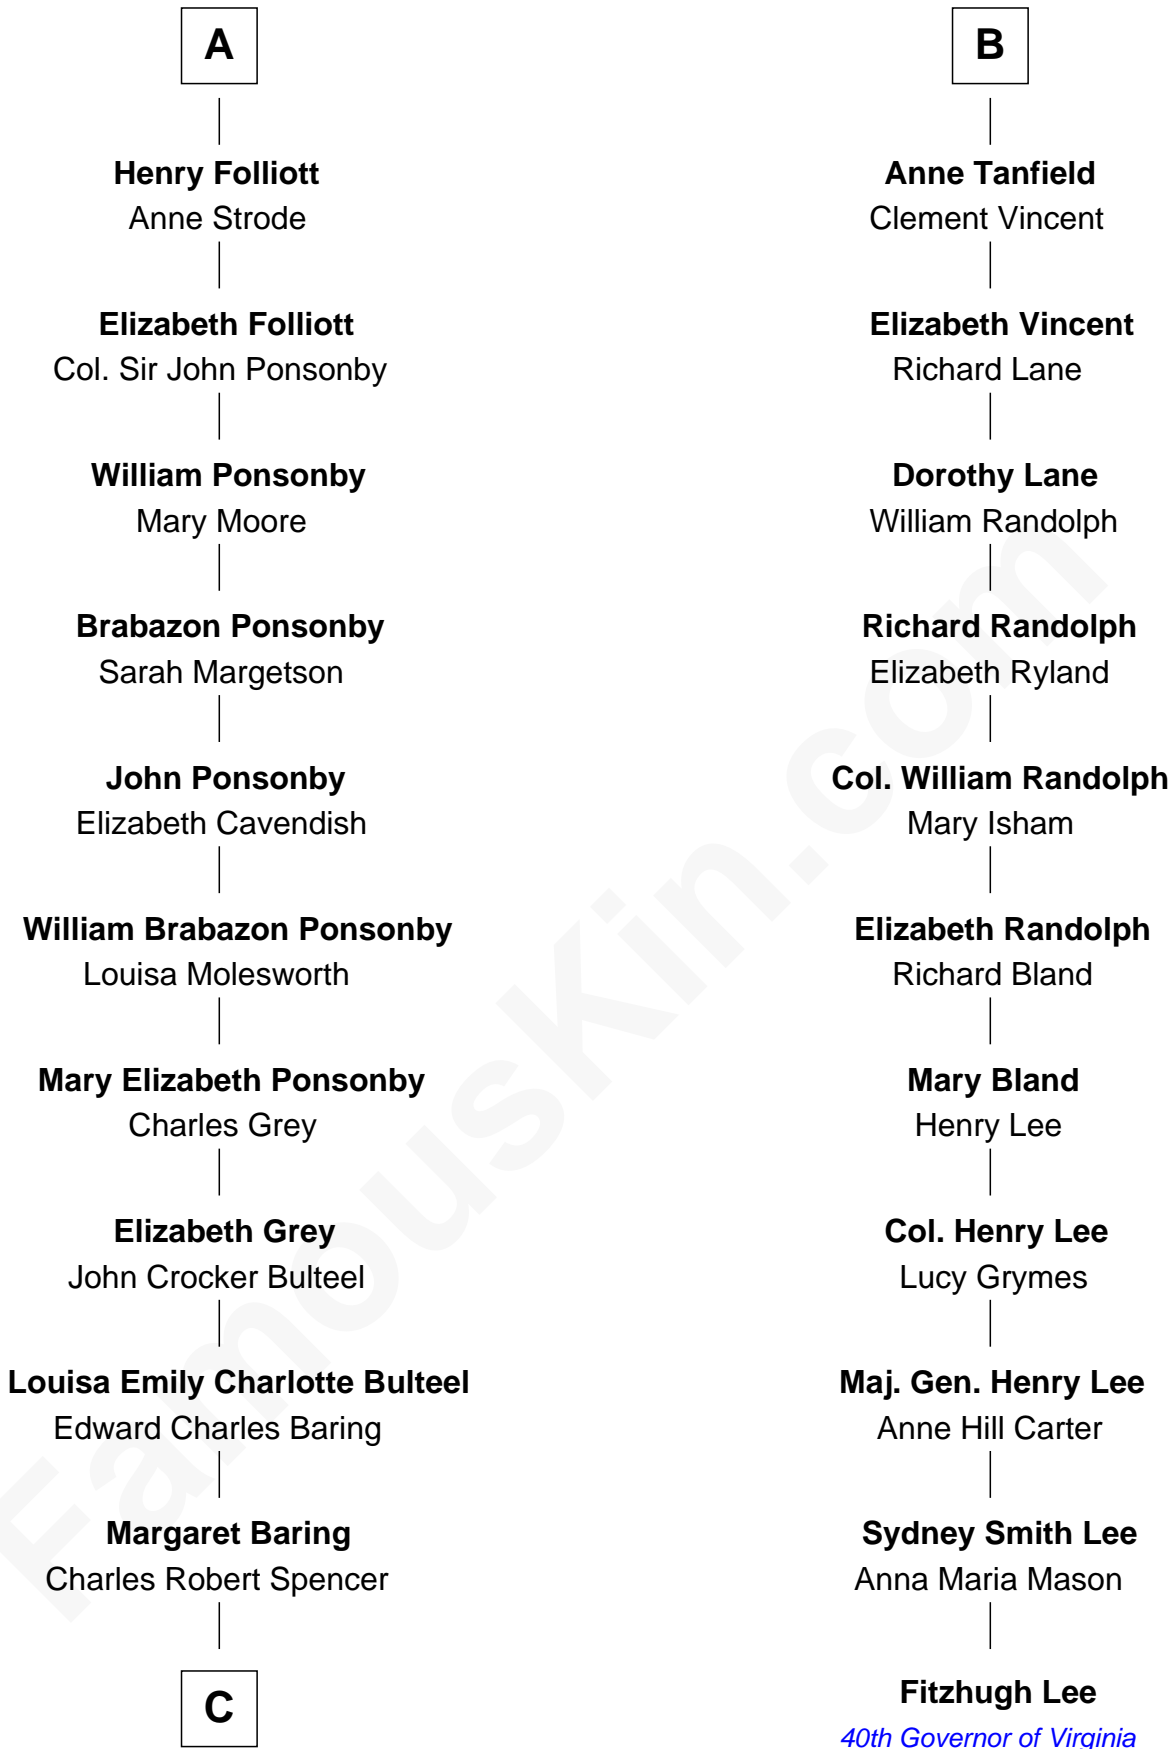 A
Henry Folliott
Anne Strode
Elizabeth Folliott
Col. Sir John Ponsonby
William Ponsonby
Mary Moore
Brabazon Ponsonby
Sarah Margetson
John Ponsonby
Elizabeth Cavendish
William Brabazon Ponsonby
Louisa Molesworth
Mary Elizabeth Ponsonby
Charles Grey
Elizabeth Grey
John Crocker Bulteel
Louisa Emily Charlotte Bulteel
Edward Charles Baring
Margaret Baring
Charles Robert Spencer
C
B
Anne Tanfield
Clement Vincent
Elizabeth Vincent
Richard Lane
Dorothy Lane
William Randolph
Richard Randolph
Elizabeth Ryland
Col. William Randolph
Mary Isham
Elizabeth Randolph
Richard Bland
Mary Bland
Henry Lee
Col. Henry Lee
Lucy Grymes
Maj. Gen. Henry Lee
Anne Hill Carter
Sydney Smith Lee
Anna Maria Mason
Fitzhugh Lee
40th Governor of Virginia
FamousKin.com